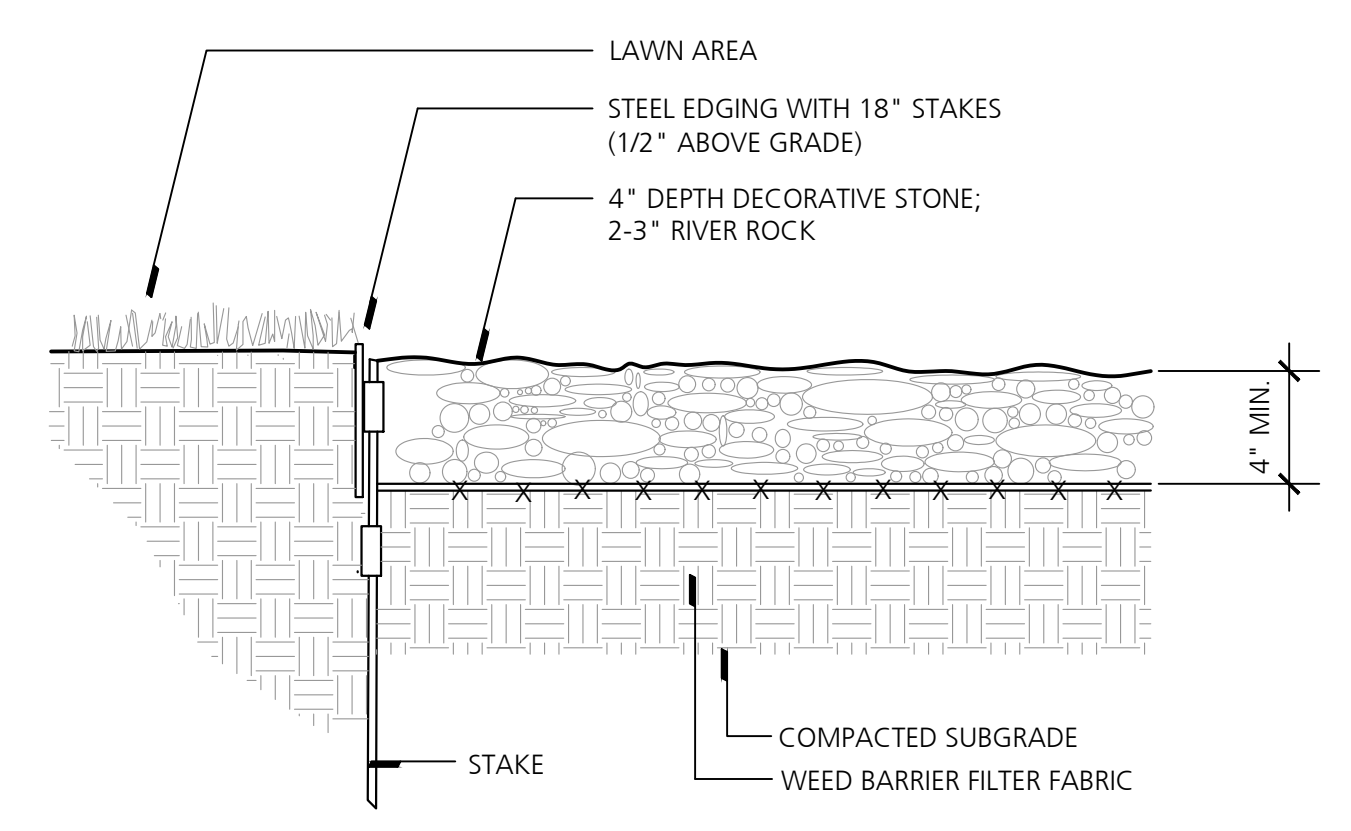 LAWN AREA
STEEL EDGING WITH 18" STAKES
(1/2" ABOVE GRADE)
4" DEPTH DECORATIVE STONE;
2-3" RIVER ROCK
4" MIN.
COMPACTED SUBGRADE
STAKE
WEED BARRIER FILTER FABRIC